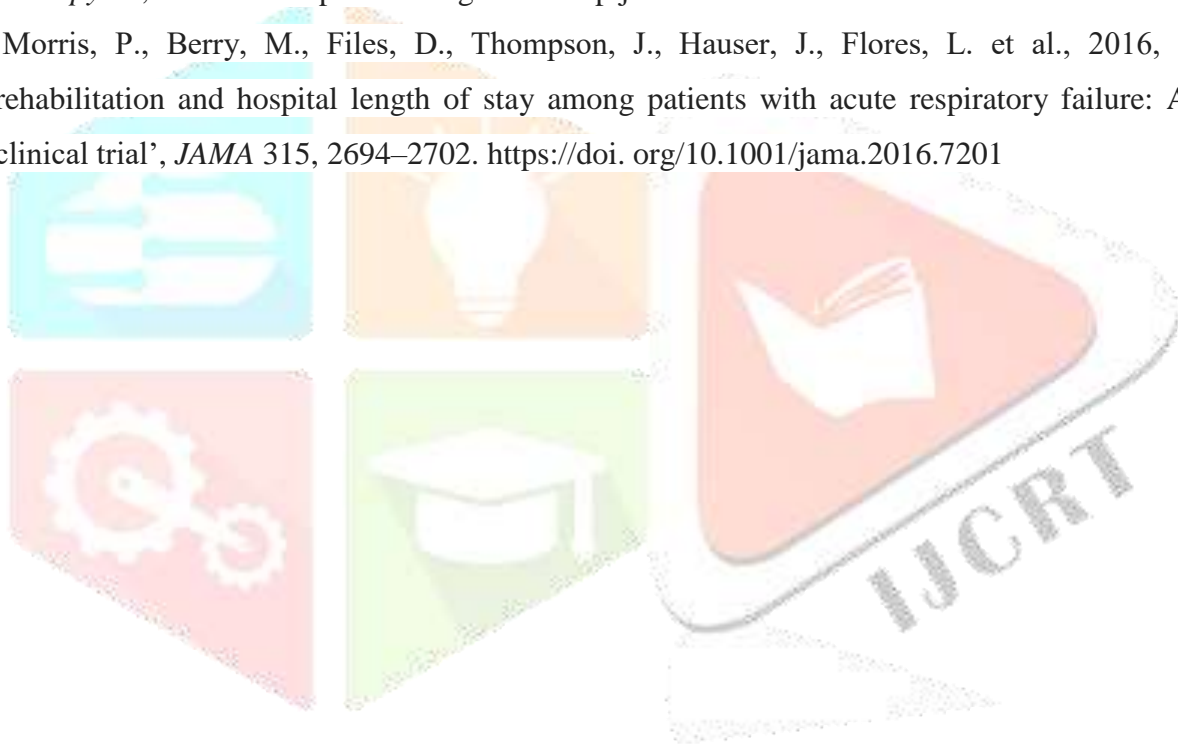 Morris, P., Berry, M., Files, D., Thompson, J., Hauser, J., Flores, L. et al., 2016,
rehabilitation and hospital length of stay among patients with acute respiratory failure: A
clinical trial’, JAMA 315, 2694–2702. https://doi. org/10.1001/jama.2016.7201
IJCRT